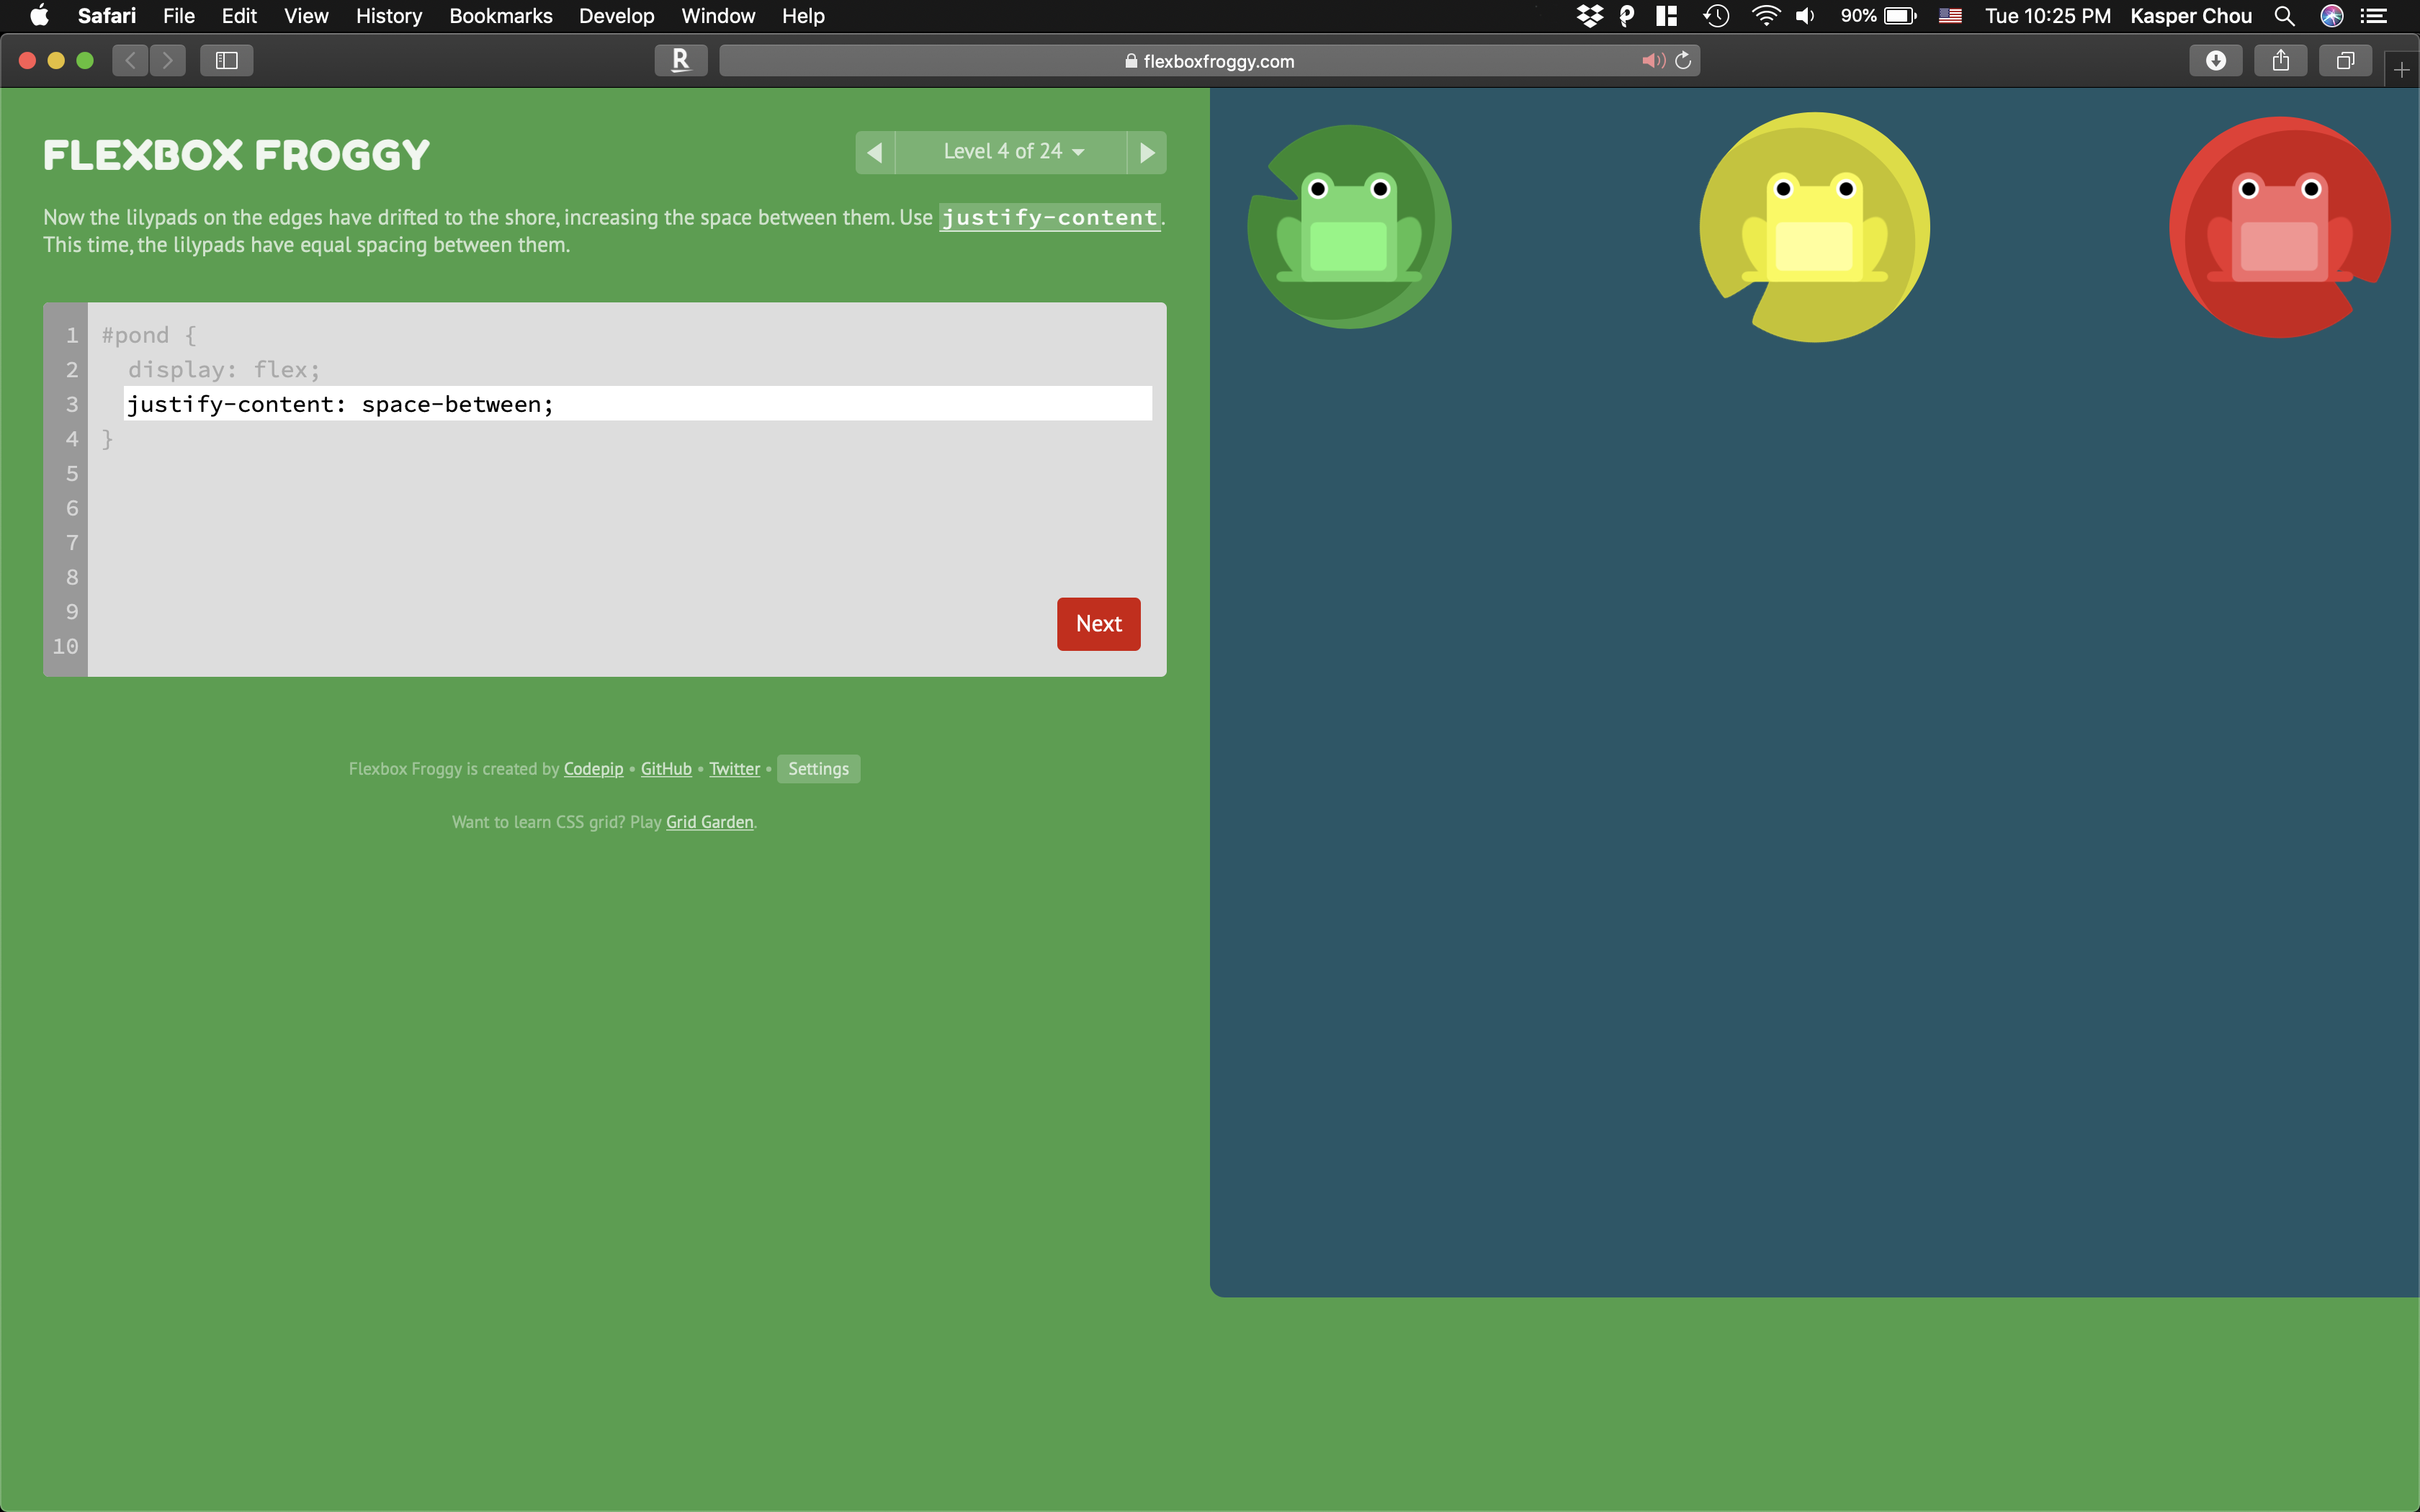 Safari File Edit View History Bookmarks Develop Window Help 90% Tue 10:25 PM Kasper Chou
R flexboxfroggy.com
FLEXBOX FROGGY
Level 4 of 24
Now the lilypads on the edges have drifted to the shore, increasing the space between them. Use justify-content.
This time, the lilypads have equal spacing between them.
1 #pond {
2 display: flex;
3 justify-content: space-between;
4 }
5
6
7
8
9
10
Next
Flexbox Froggy is created by Codepip • GitHub • Twitter • Settings
Want to learn CSS grid? Play Grid Garden.